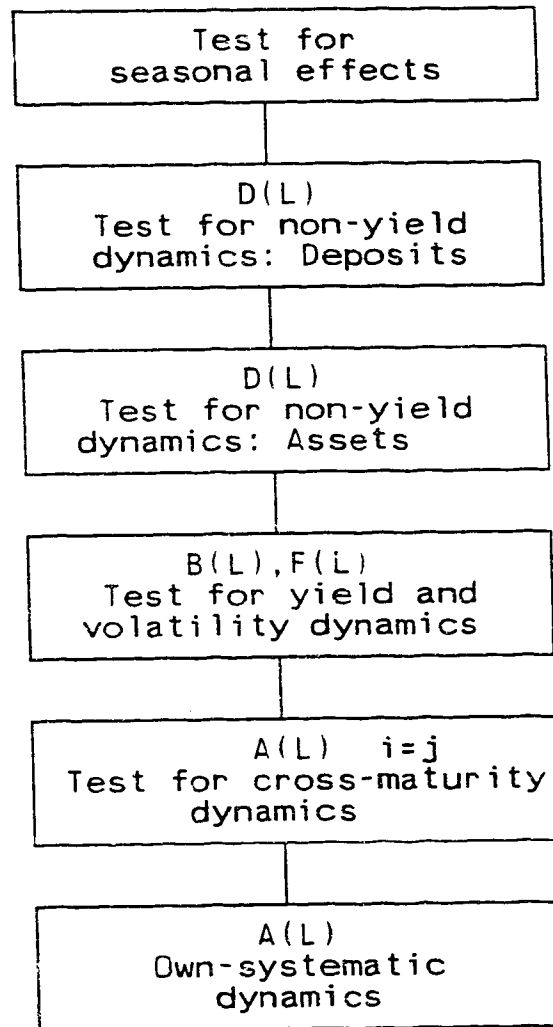 Test for
seasonal effects
D(L)
Test for non-yield
dynamics: Deposits
D(L)
Test for non-yield
dynamics: Assets
B(L),F(L)
Test for yield and
volatility dynamics
A(L) i=j
Test for cross-maturity
dynamics
A(L)
Own-systematic
dynamics